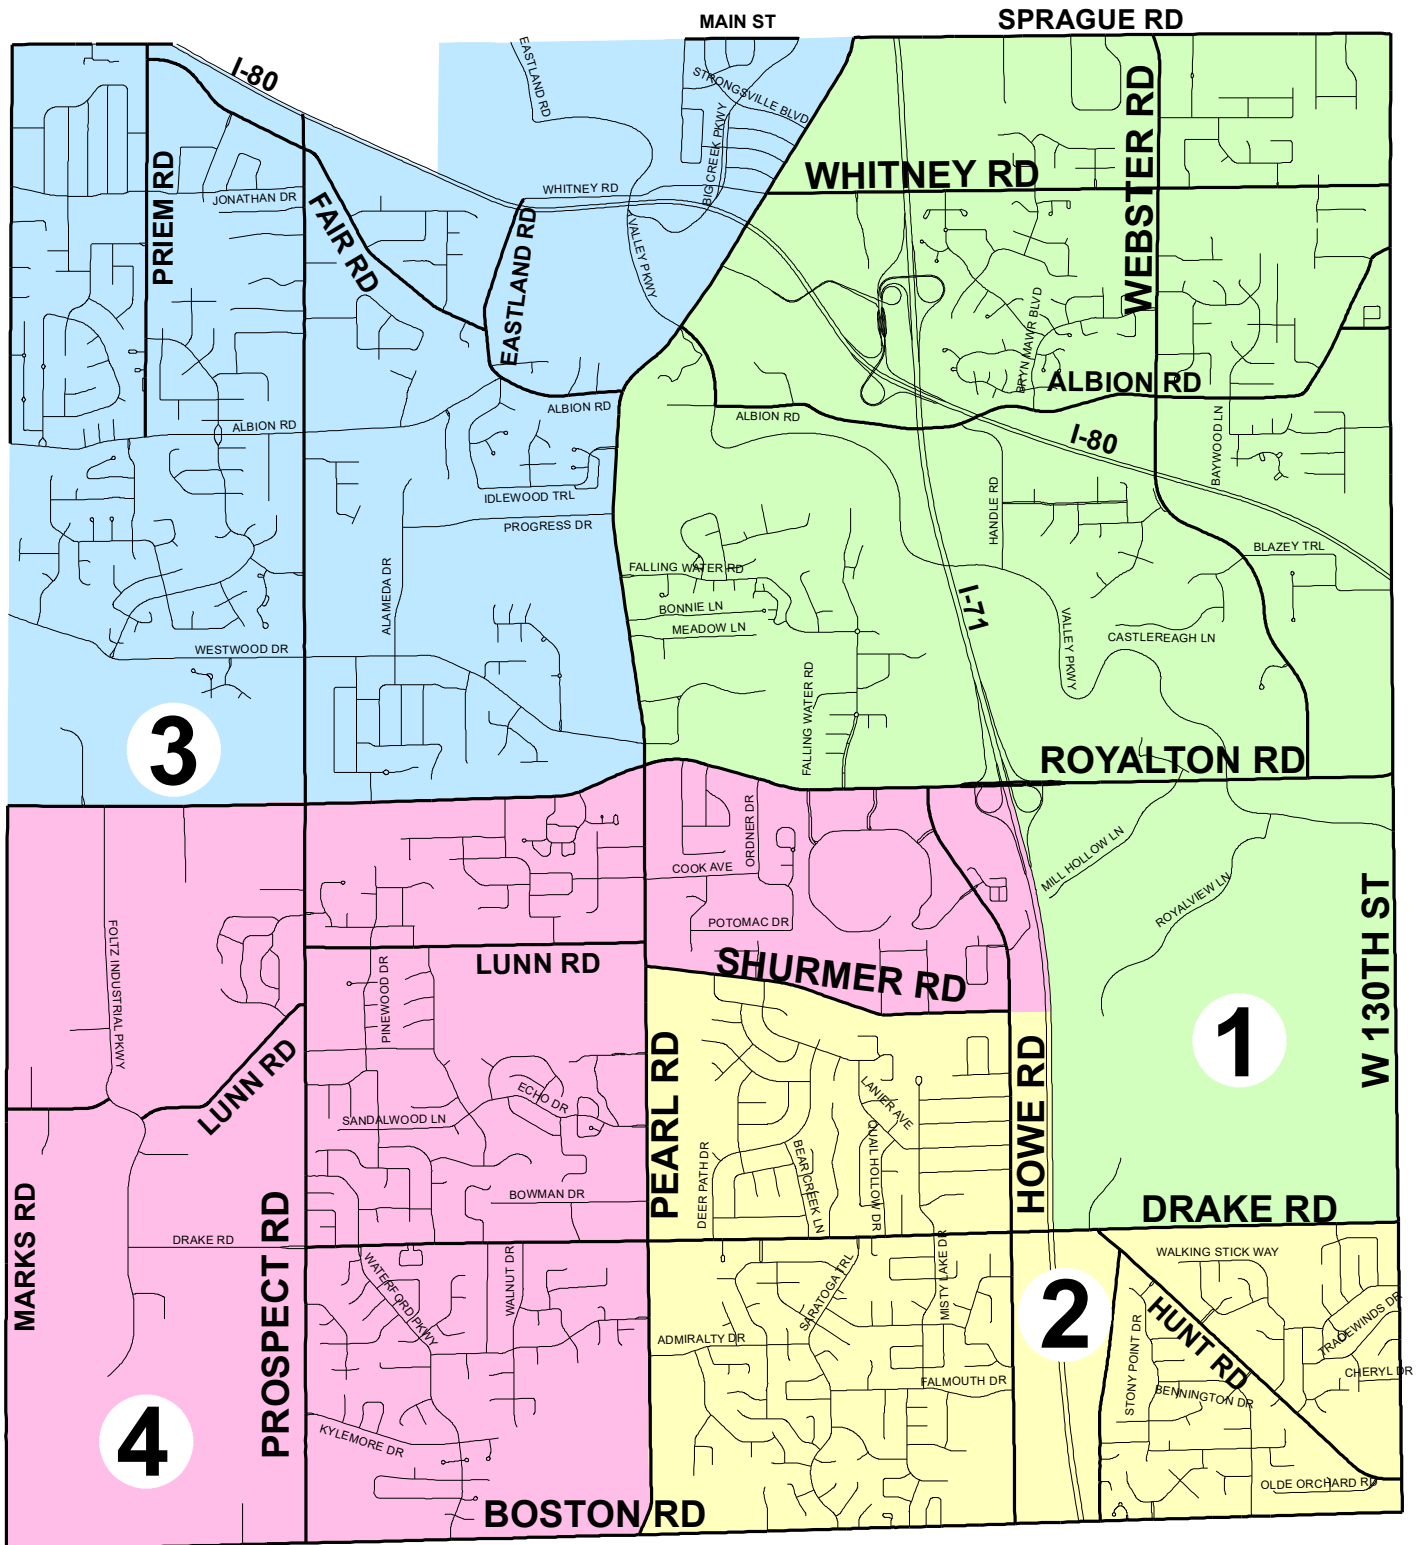 MAIN ST
SPRAGUE RD
I-80
EASTLAND RD
STRONGSVILLE BLVD
BIG CREEK PKWY
WEBSTER RD
PRIEM RD
JONATHAN DR
FAIR RD
WHITNEY RD
WHITNEY RD
EASTLAND RD
VALLEY PKWY
BRYN MAWR BLVD
ALBION RD
ALBION RD
ALBION RD
ALBION RD
I-80
BAYWOOD LN
IDLEWOOD TRL
PROGRESS DR
HANDLE RD
BLAZEY TRL
ALAMEDA DR
FALLING WATER RD
BONNIE LN
MEADOW LN
I-71
VALLEY PKWY
CASTLEREAGH LN
WESTWOOD DR
FALLING WATER RD
3
ROYALTON RD
ORDNER DR
COOK AVE
MILL HOLLOW LN
ROYALVIEW LN
POTOMAC DR
FOLTZ INDUSTRIAL PKWY
LUNN RD
SHURMER RD
W 130TH ST
PINEWOOD DR
1
LUNN RD
ECHO DR
SANDALWOOD LN
PEARL RD
LANIER AVE
QUAIL HOLLOW DR
BEAR CREEK LN
DEER PATH DR
HOWE RD
BOWMAN DR
MARKS RD
PROSPECT RD
DRAKE RD
DRAKE RD
WATERFORD PKWY
WALNUT DR
SARATOGA TRL
MISTY LAKE DR
WALKING STICK WAY
2
HUNT RD
STONY POINT DR
TRADEWINDS DR
ADMIRALTY DR
CHERYL DR
FALMOUTH DR
BENNINGTON DR
4
KYLEMORE DR
OLDE ORCHARD RD
BOSTON RD